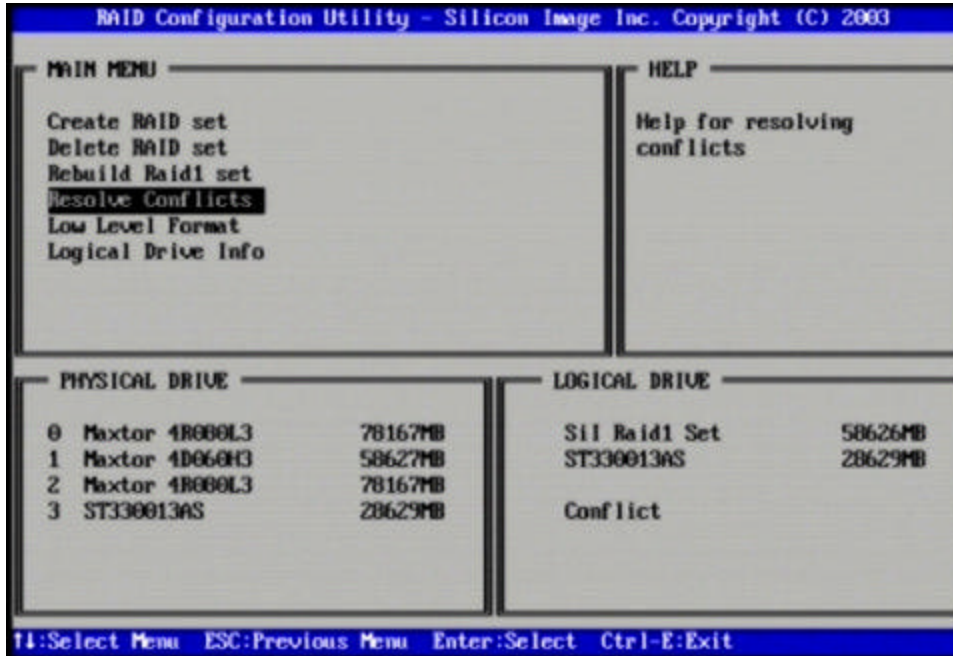 RAID Configuration Utility - Silicon Image Inc. Copyright (C) 2003
MAIN MENU
Create RAID set
Delete RAID set
Rebuild Raid1 set
Resolve Conflicts
Low Level Format
Logical Drive Info
HELP
Help for resolving
conflicts
PHYSICAL DRIVE
0 Maxtor 4R080L3 78167MB
1 Maxtor 4D060H3 58627MB
2 Maxtor 4R080L3 78167MB
3 ST330013AS 28629MB
LOGICAL DRIVE
Sil Raid1 Set 58626MB
ST330013AS 28629MB
Conflict
↑↓:Select Menu ESC:Previous Menu Enter:Select Ctrl-E:Exit